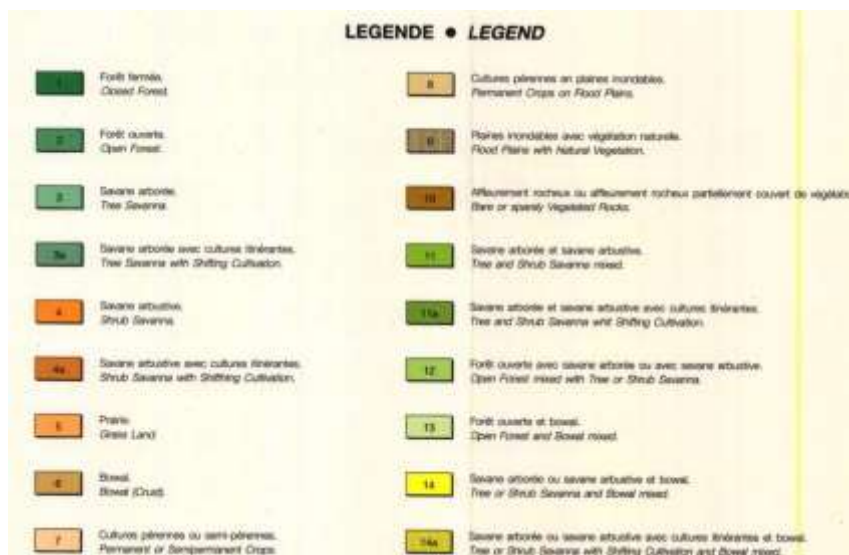 LEGENDE ● LEGEND
1
Forêt fermée.
Closed Forest.
2
Forêt ouverte.
Open Forest.
3
Savane arborée.
Tree Savanna.
3a
Savane arborée avec cultures itinérantes.
Tree Savanna with Shifting Cultivation.
4
Savane arbustive.
Shrub Savanna.
4a
Savane arbustive avec cultures itinérantes.
Shrub Savanna with Shiffting Cultivation.
5
Prairie.
Grass Land
6
Bowal.
Bowal (Crust).
7
Cultures pérennes ou semi-pérennes.
Permanent or Semipermanent Crops.
8
Cultures pérennes en plaines inondables.
Permanent Crops on Flood Plains.
9
Plaines inondables avec végétation naturelle.
Flood Plains with Natural Vegetation.
10
Affleurement rocheux ou affleurement rocheux partiellement couvert de végétatio
Bare or sparsly Vegetated Rocks.
11
Savane arborée et savane arbustive.
Tree and Shrub Savanna mixed.
11a
Savane arborée et savane arbustive avec cultures itinérantes.
Tree and Shrub Savanna whit Shifting Cultivation.
12
Forêt ouverte avec savane arborée ou avec savane arbustive.
Open Forest mixed with Tree or Shrub Savanna.
13
Forêt ouverte et bowal.
Open Forest and Bowal mixed.
14
Savane arborée ou savane arbustive et bowal.
Tree or Shrub Savanna and Bowal mixed.
14a
Savane arborée ou savane arbustive avec cultures itinérantes et bowal.
Tree or Shrub Savanna with Shifting Cultivation and Bowal mixed.